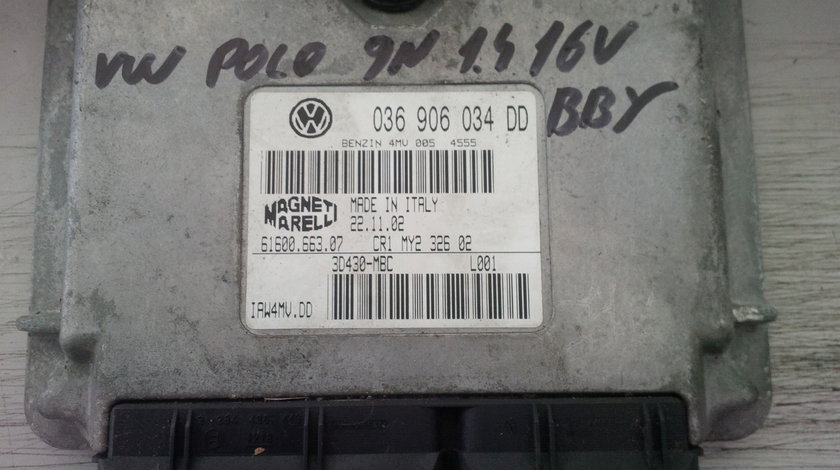 VW POLO 9N 1.4 16V
BBY
036 906 034 DD
BENZIN 4MV 005 4555
MAGNETI MARELLI
MADE IN ITALY
22.11.02
61600.663.07 CR1 MY2 326 02
3D430-MBC L001
IAW4MV.DD